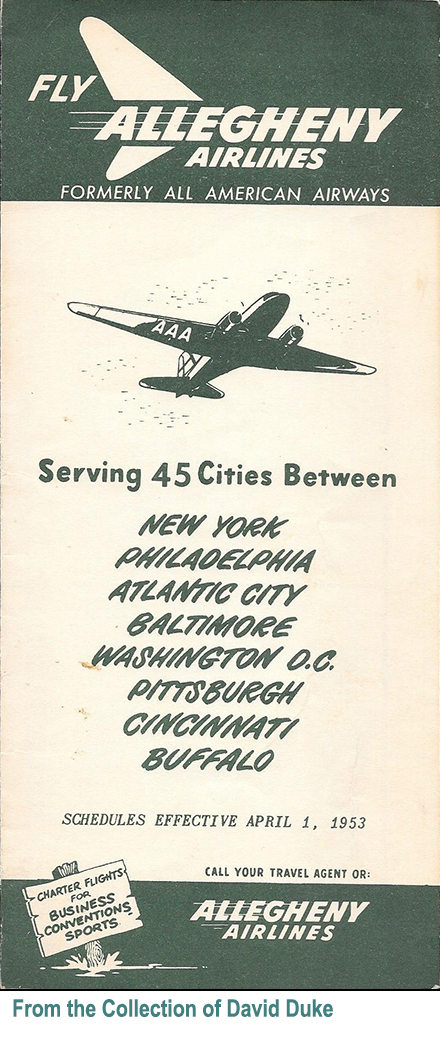 FLY
ALLEGHENY
AIRLINES
FORMERLY ALL AMERICAN AIRWAYS
AAA
Serving 45 Cities Between
NEW YORK
PHILADELPHIA
ATLANTIC CITY
BALTIMORE
WASHINGTON D.C.
PITTSBURGH
CINCINNATI
BUFFALO
SCHEDULES EFFECTIVE APRIL 1, 1953
CALL YOUR TRAVEL AGENT OR:
CHARTER FLIGHTS
FOR
BUSINESS
CONVENTIONS
SPORTS
ALLEGHENY
AIRLINES
From the Collection of David Duke